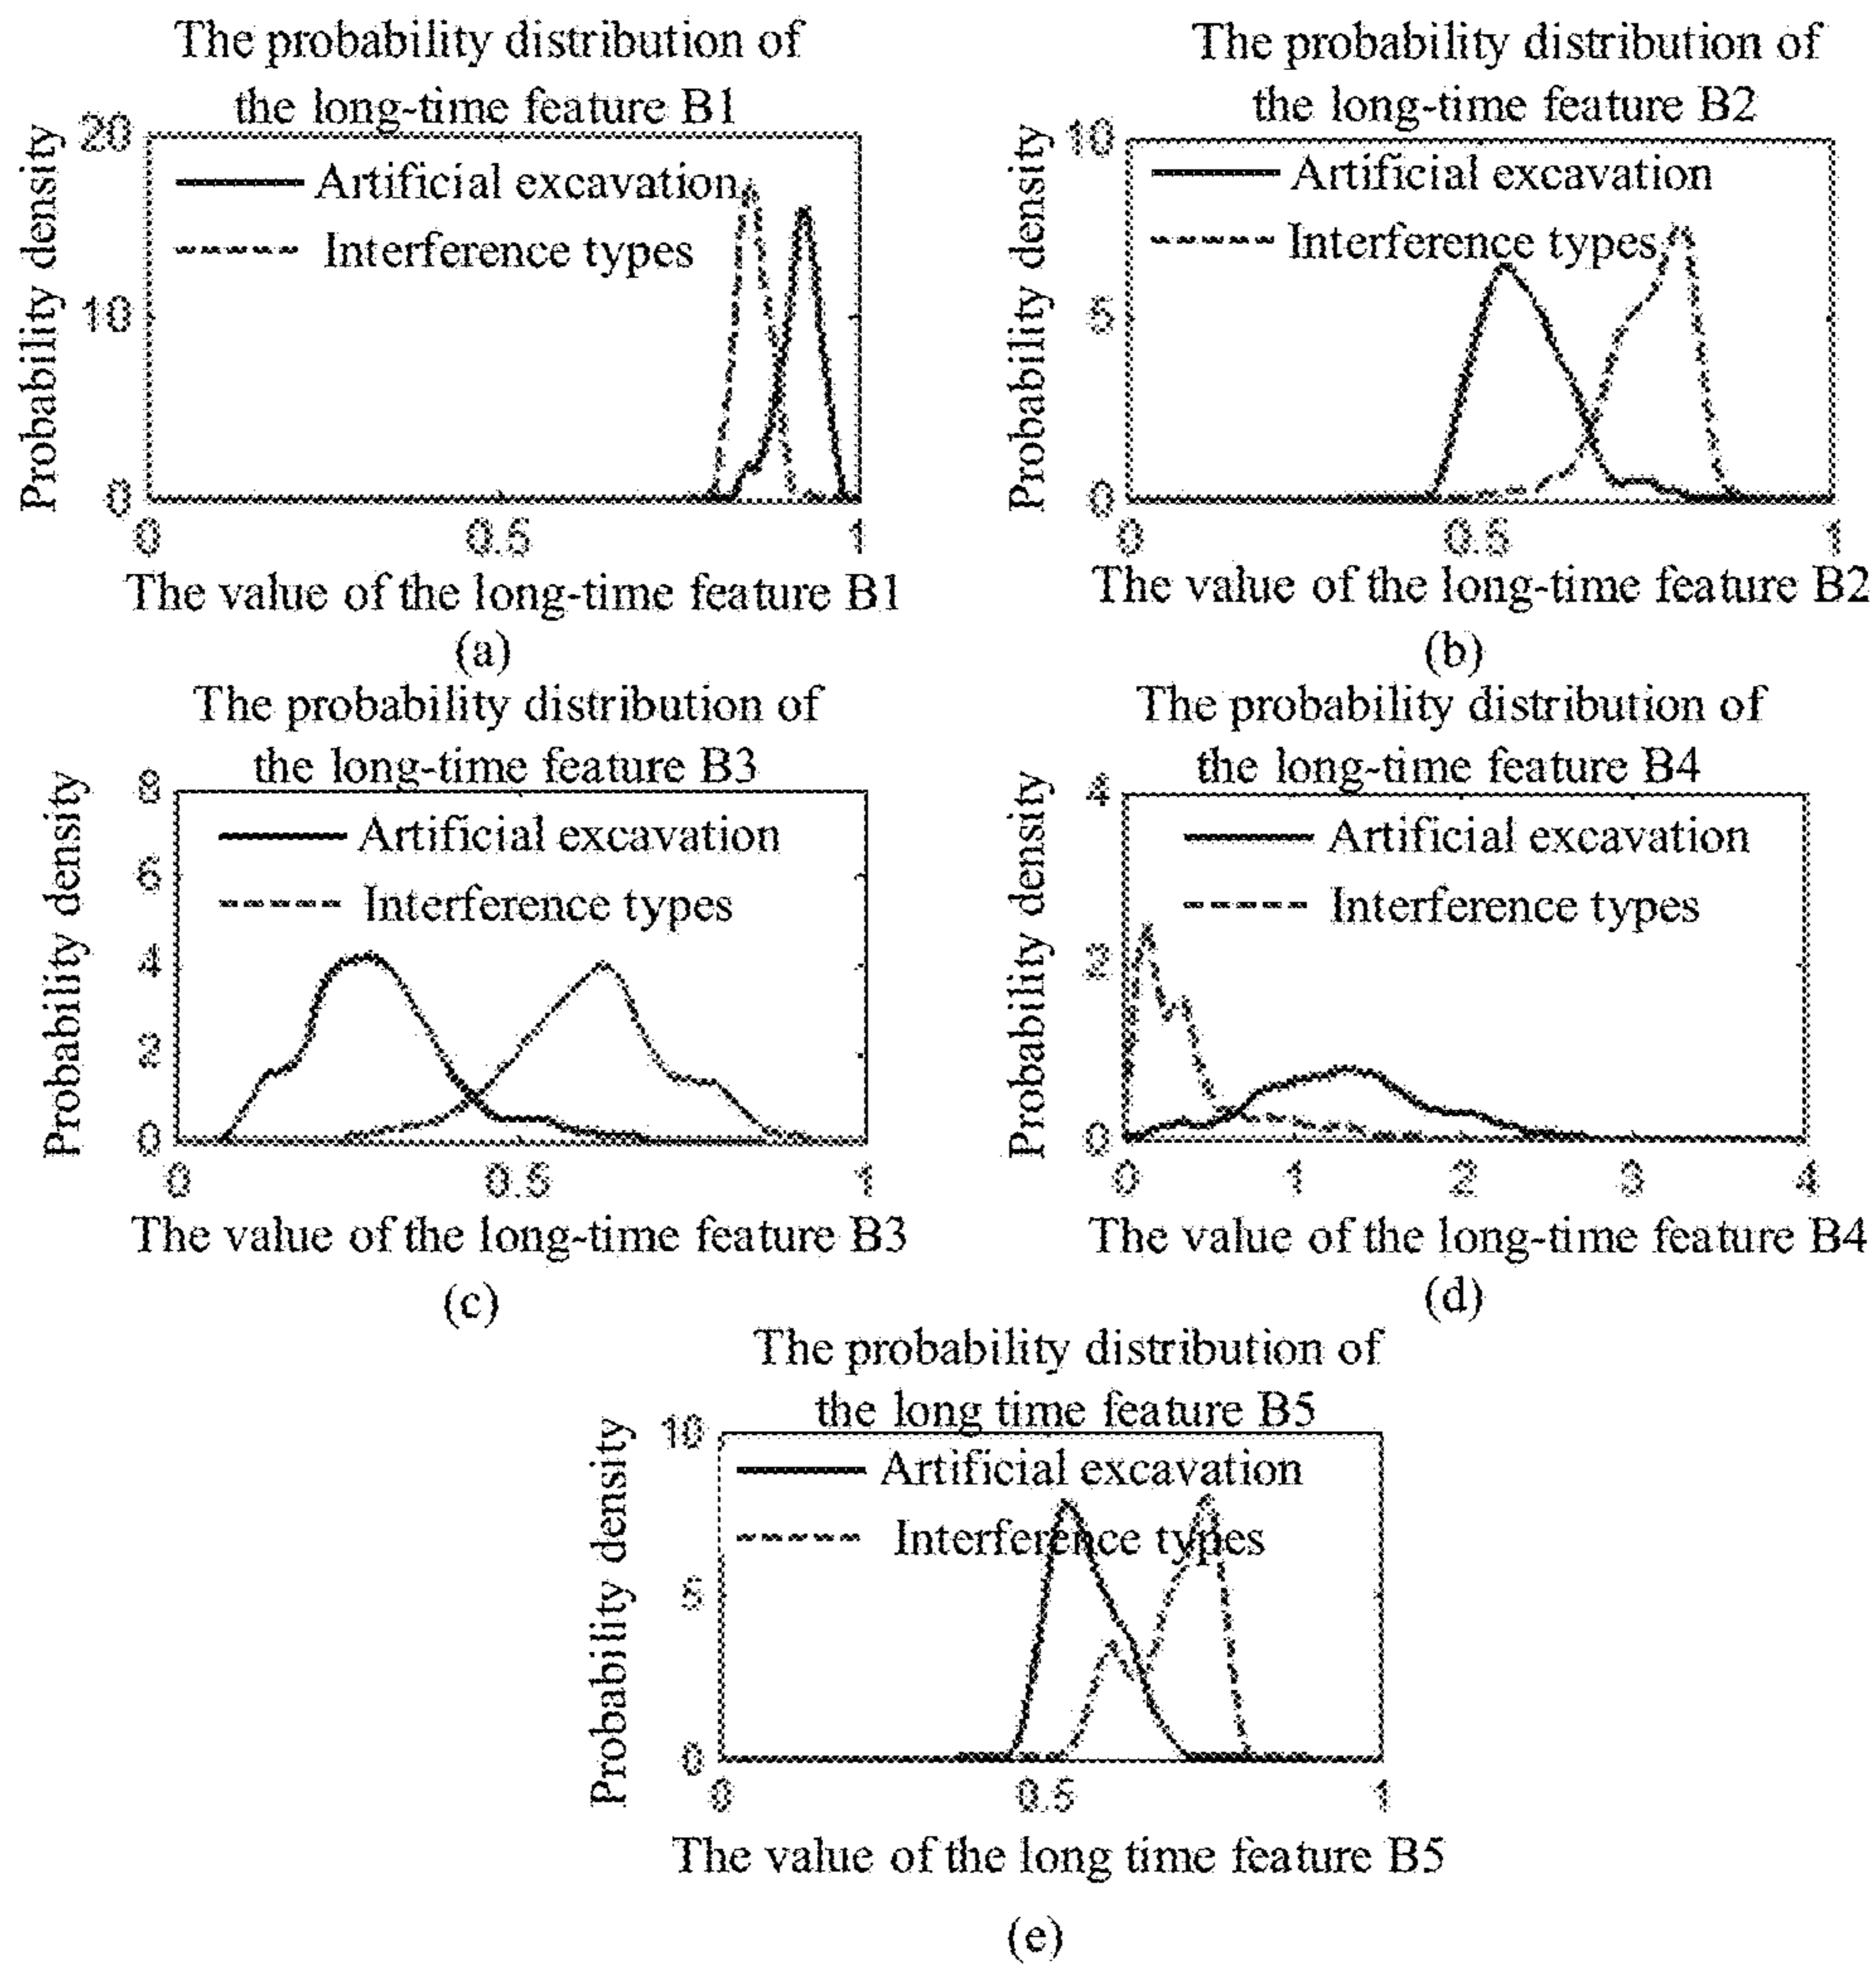 The probability distribution of
the long-time feature B1
Probability density
20
10
0
Artificial excavation
Interference types
0 0.5 1
The value of the long-time feature B1
(a)
The probability distribution of
the long-time feature B2
Probability density
10
5
0
Artificial excavation
Interference types
0 0.5 1
The value of the long-time feature B2
(b)
The probability distribution of
the long-time feature B3
Probability density
8
6
4
2
0
Artificial excavation
Interference types
0 0.5 1
The value of the long-time feature B3
(c)
The probability distribution of
the long-time feature B4
Probability density
4
2
0
Artificial excavation
Interference types
0 1 2 3 4
The value of the long-time feature B4
(d)
The probability distribution of
the long time feature B5
Probability density
10
5
0
Artificial excavation
Interference types
0 0.5 1
The value of the long time feature B5
(e)